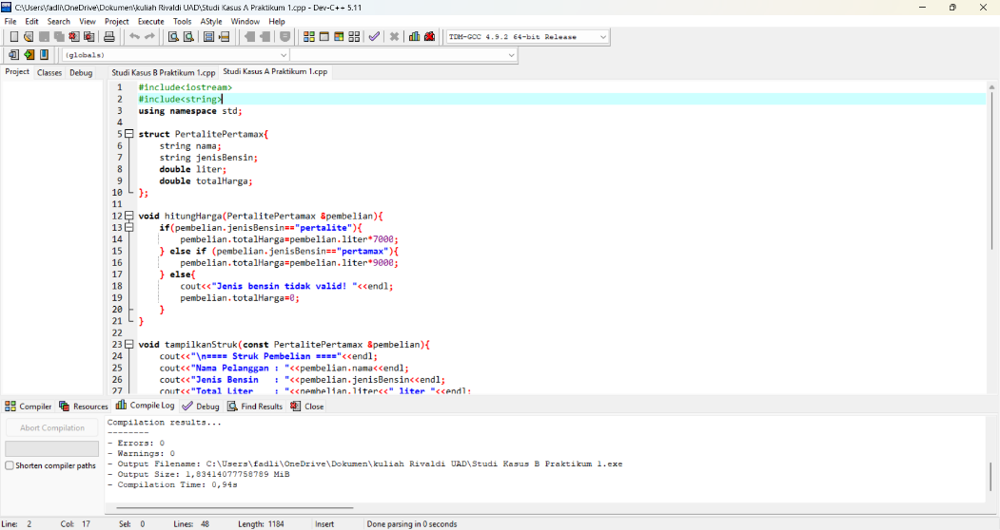 C:\Users\fadli\OneDrive\Dokumen\kuliah Rivaldi UAD\Studi Kasus A Praktikum 1.cpp - Dev-C++ 5.11
File Edit Search View Project Execute Tools AStyle Window Help
TDM-GCC 4.9.2 64-bit Release
(globals)
Project Classes Debug Studi Kasus B Praktikum 1.cpp Studi Kasus A Praktikum 1.cpp
1 #include<iostream>
2 #include<string>
3 using namespace std;
4
5 struct PertalitePertamax{
6 string nama;
7 string jenisBensin;
8 double liter;
9 double totalHarga;
10 };
11
12 void hitungHarga(PertalitePertamax &pembelian){
13 if(pembelian.jenisBensin=="pertalite"){
14 pembelian.totalHarga=pembelian.liter*7000;
15 } else if (pembelian.jenisBensin=="pertamax"){
16 pembelian.totalHarga=pembelian.liter*9000;
17 } else{
18 cout<<"Jenis bensin tidak valid! "<<endl;
19 pembelian.totalHarga=0;
20 }
21 }
22
23 void tampilkanStruk(const PertalitePertamax &pembelian){
24 cout<<"\n==== Struk Pembelian ===="<<endl;
25 cout<<"Nama Pelanggan : "<<pembelian.nama<<endl;
26 cout<<"Jenis Bensin : "<<pembelian.jenisBensin<<endl;
27 cout<<"Total Liter : "<<pembelian.liter<<" liter "<<endl;
Compiler Resources Compile Log Debug Find Results Close
Abort Compilation
Shorten compiler paths
Compilation results...
--------
- Errors: 0
- Warnings: 0
- Output Filename: C:\Users\fadli\OneDrive\Dokumen\kuliah Rivaldi UAD\Studi Kasus B Praktikum 1.exe
- Output Size: 1,83414077758789 MiB
- Compilation Time: 0,94s
Line: 2 Col: 17 Sel: 0 Lines: 48 Length: 1184 Insert Done parsing in 0 seconds